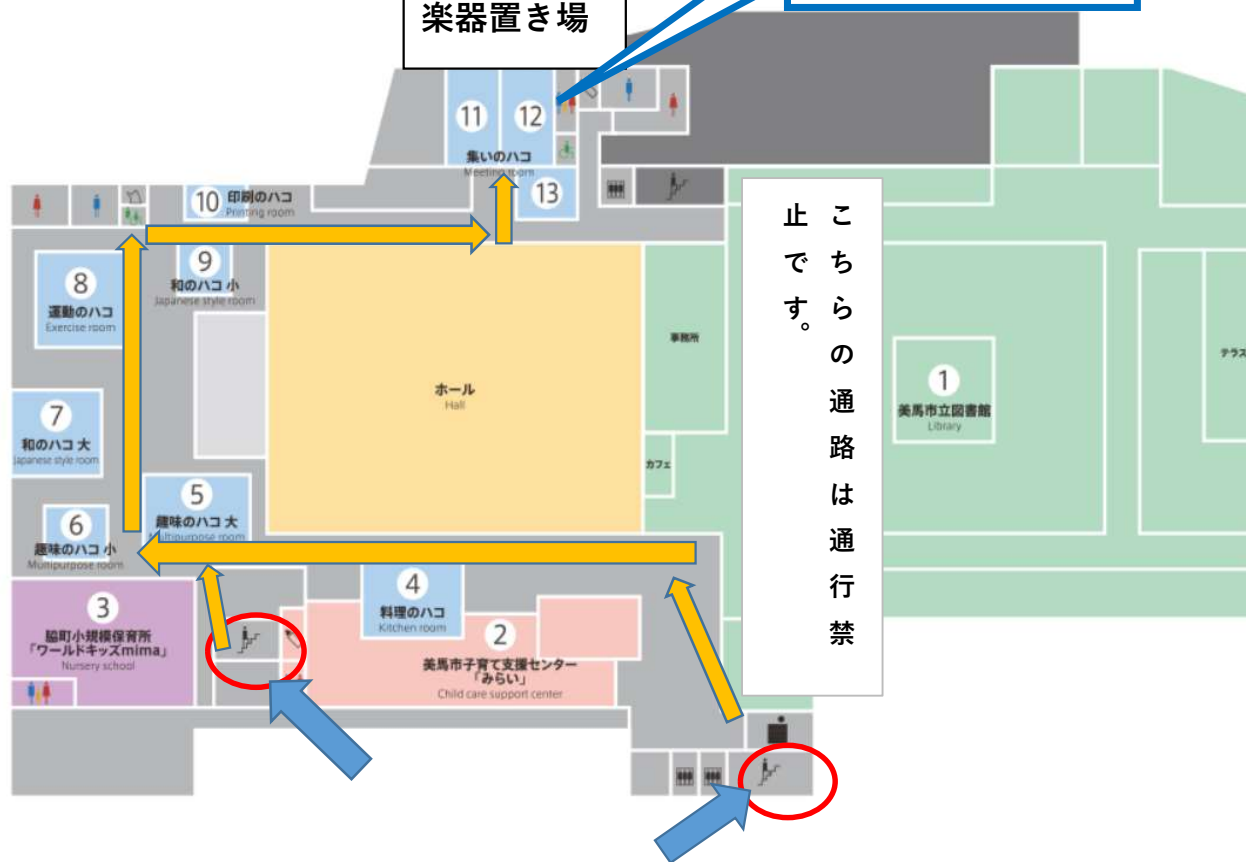 楽器置き場
11
12
集いのハコ
Meeting room
13
10
印刷のハコ
Printing room
9
和のハコ 小
Japanese style room
8
運動のハコ
Exercise room
7
和のハコ 大
Japanese style room
6
趣味のハコ 小
Multipurpose room
5
趣味のハコ 大
Multipurpose room
ホール
Hall
事務所
カフェ
こちらの通路は通行禁
止です。
1
美馬市立図書館
Library
テラス
4
料理のハコ
Kitchen room
3
脇町小規模保育所
「ワールドキッズmima」
Nursery school
2
美馬市子育て支援センター
「みらい」
Child care support center